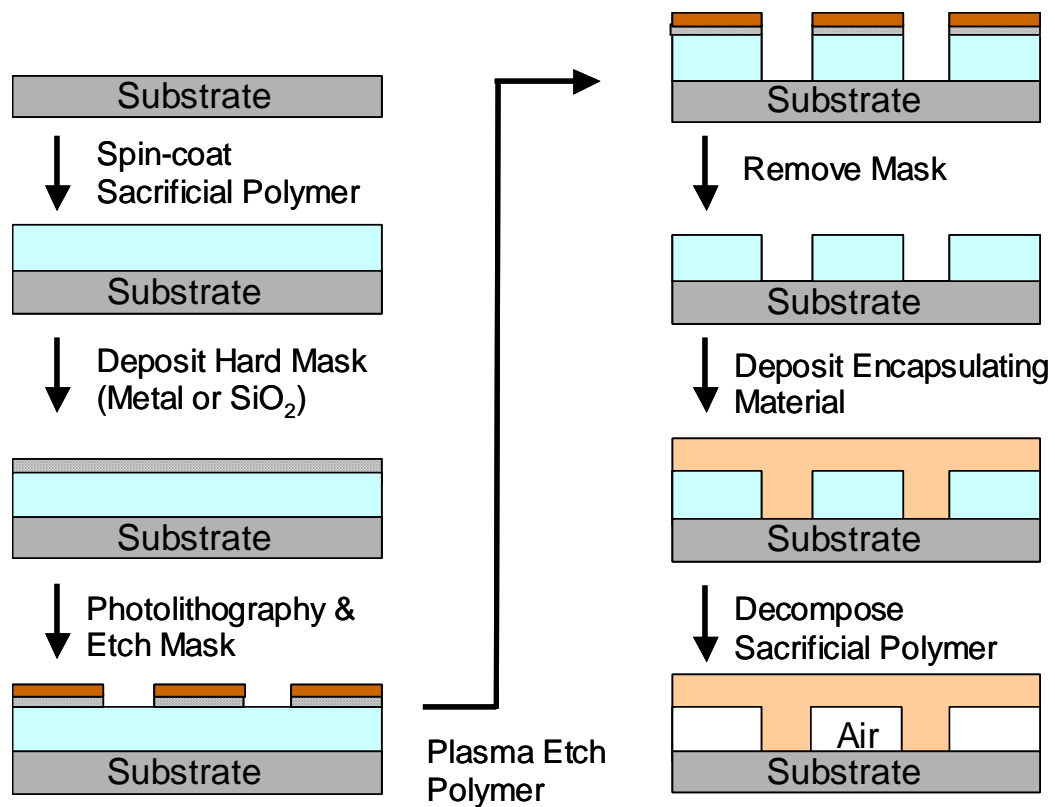 Substrate
Spin-coat
Sacrificial Polymer
Substrate
Deposit Hard Mask
(Metal or SiO₂)
Substrate
Photolithography &
Etch Mask
Substrate
Plasma Etch
Polymer
Substrate
Remove Mask
Substrate
Deposit Encapsulating
Material
Substrate
Decompose
Sacrificial Polymer
Air
Substrate